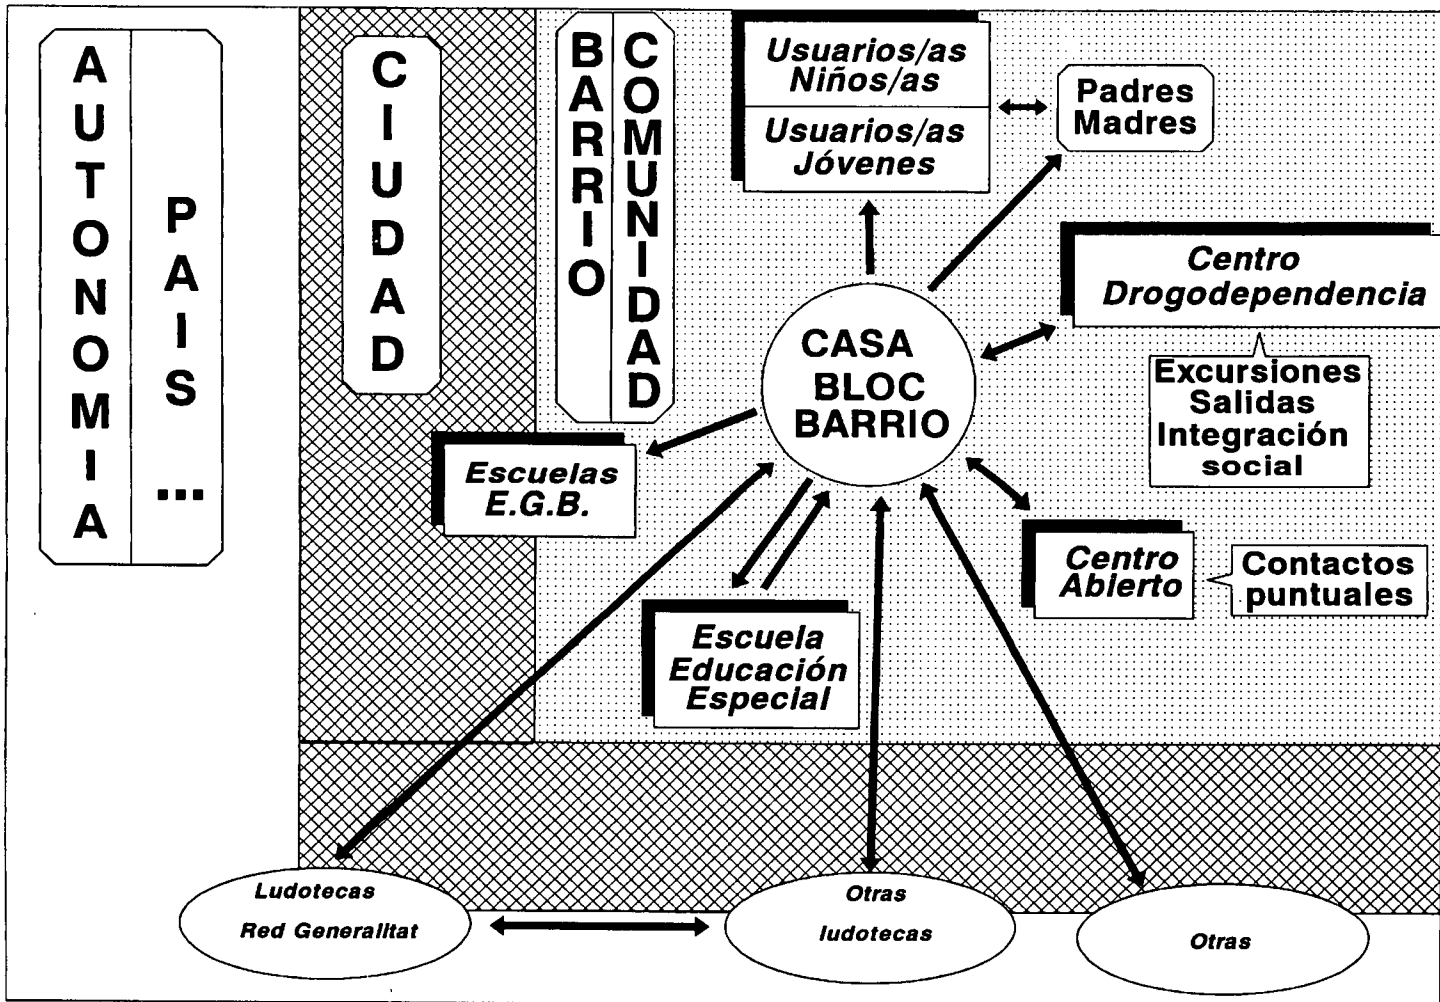 AUTONOMIA
PAIS ...
CIUDAD
BARRIO
COMUNIDAD
Usuarios/as
Niños/as
Usuarios/as
Jóvenes
Padres
Madres
Centro
Drogodependencia
Excursiones
Salidas
Integración
social
CASA
BLOC
BARRIO
Escuelas
E.G.B.
Centro
Abierto
Contactos
puntuales
Escuela
Educación
Especial
Ludotecas
Red Generalitat
Otras
ludotecas
Otras